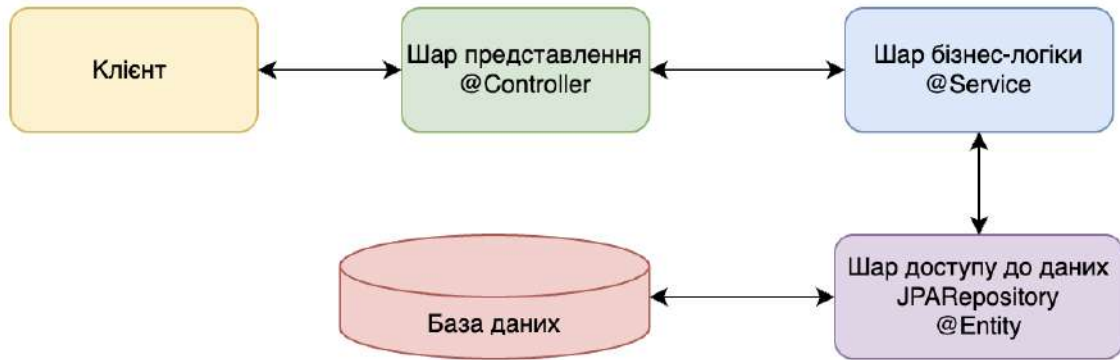 Клієнт
Шар представлення
@Controller
Шар бізнес-логіки
@Service
База даних
Шар доступу до даних
JPARepository
@Entity